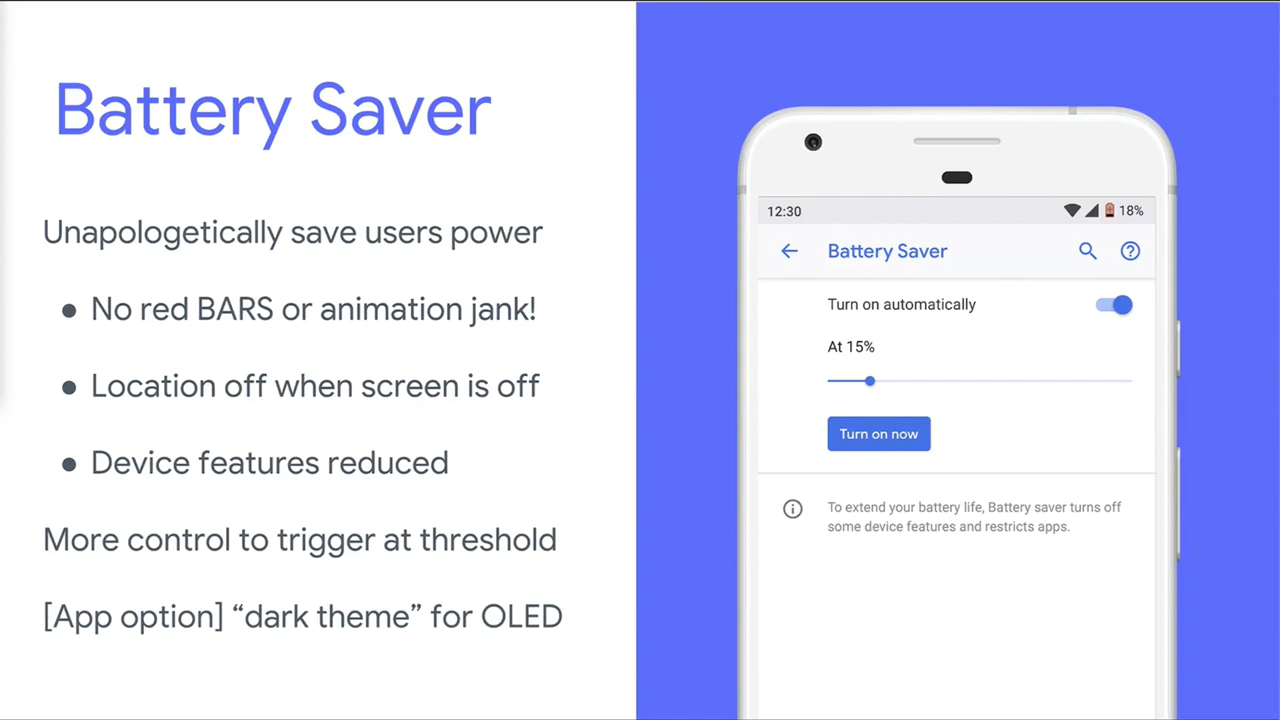 Battery Saver
Unapologetically save users power
● No red BARS or animation jank!
● Location off when screen is off
● Device features reduced
More control to trigger at threshold
[App option] “dark theme” for OLED
12:30
18%
Battery Saver
Turn on automatically
At 15%
Turn on now
To extend your battery life, Battery saver turns off
some device features and restricts apps.